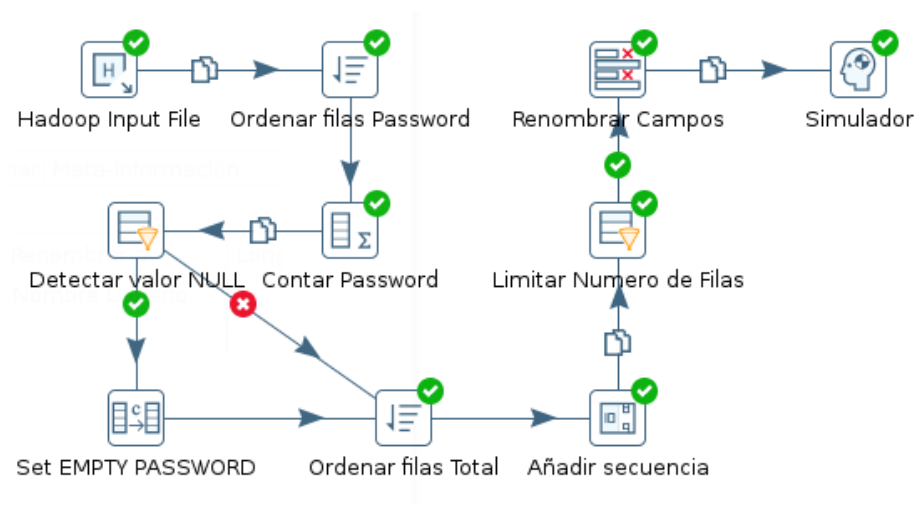 Hadoop Input File
Ordenar filas Password
Renombrar Campos
Simulador
Detectar valor NULL
Contar Password
Limitar Numero de Filas
Set EMPTY PASSWORD
Ordenar filas Total
Añadir secuencia